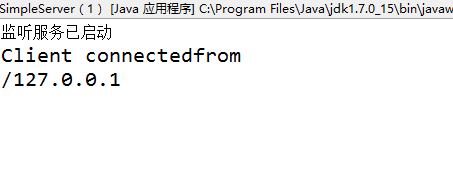 SimpleServer ( 1 ) [Java 应用程序] C:\Program Files\Java\jdk1.7.0_15\bin\javaw
监听服务已启动
Client connectedfrom
/127.0.0.1